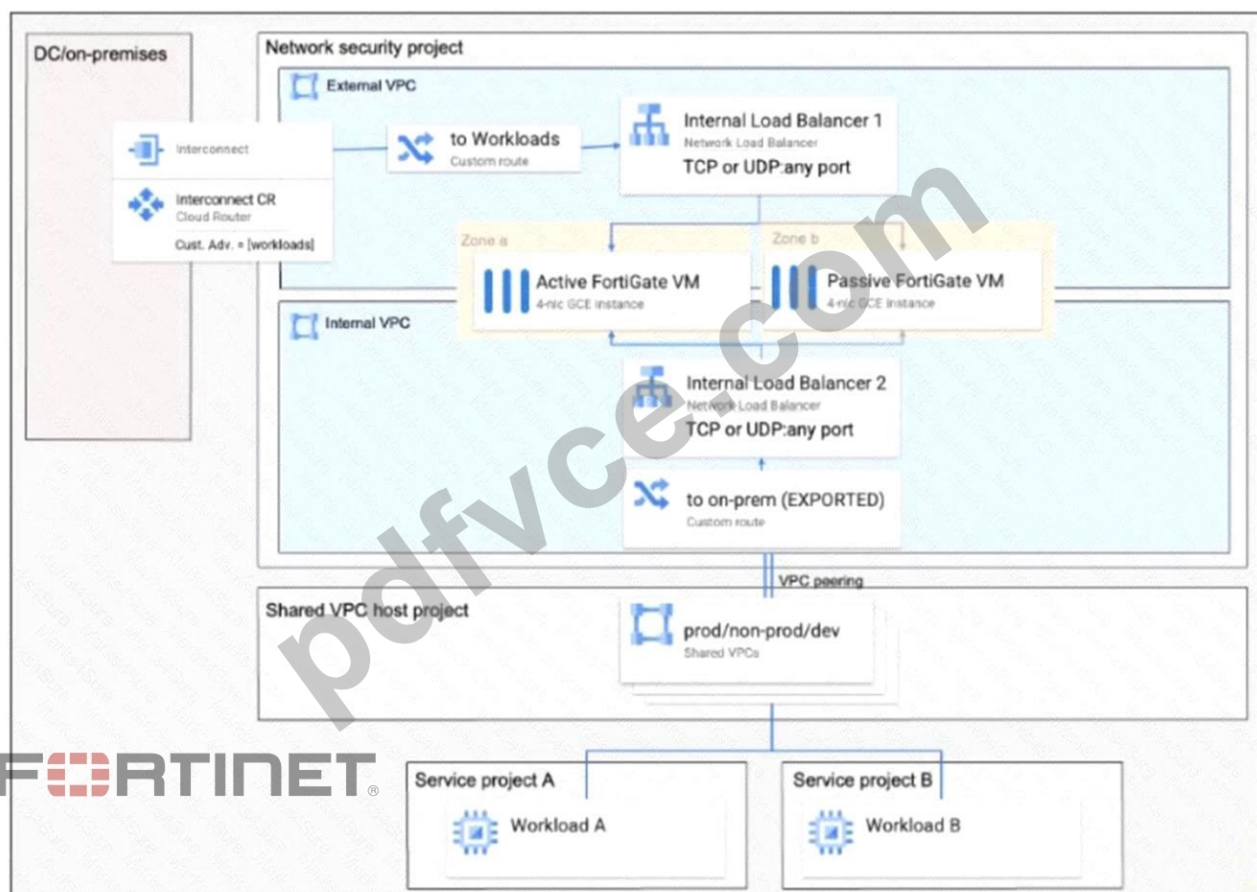 DC/on-premises
Network security project
External VPC
Interconnect
Interconnect CR
Cloud Router
Cust. Adv. = [workloads]
to Workloads
Custom route
Internal Load Balancer 1
Network Load Balancer
TCP or UDP:any port
Zone a
Active FortiGate VM
4-nic GCE instance
Zone b
Passive FortiGate VM
4-nic GCE instance
Internal VPC
Internal Load Balancer 2
Network Load Balancer
TCP or UDP:any port
to on-prem (EXPORTED)
Custom route
VPC peering
Shared VPC host project
prod/non-prod/dev
Shared VPCs
FORTINET®
Service project A
Workload A
Service project B
Workload B
pdfvce.com